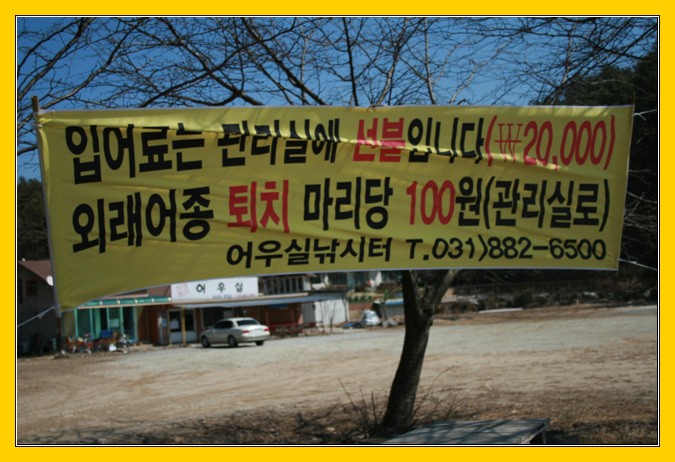 입어료는 관리실에 선불입니다(₩20,000)
외래어종 퇴치 마리당 100원(관리실로)
어우실낚시터 T.031)882-6500
어우실